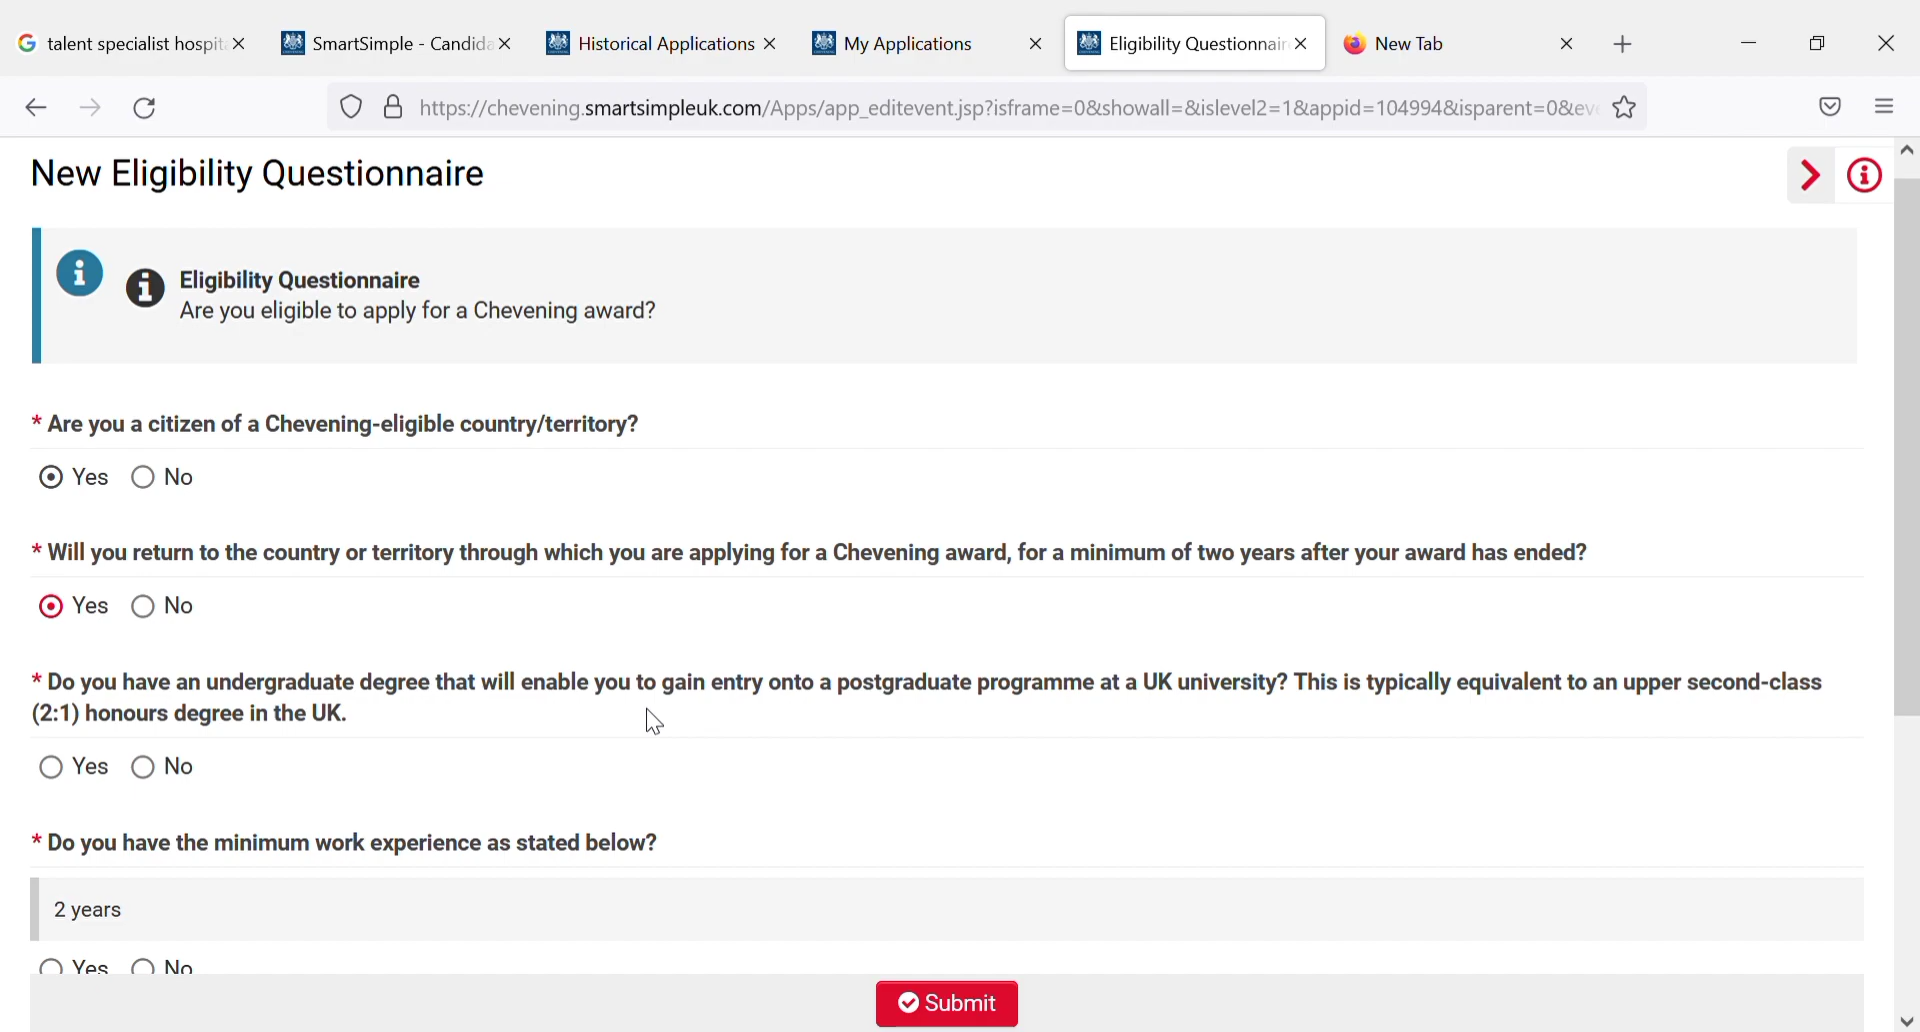 talent specialist hospit
SmartSimple - Candida
Historical Applications
My Applications
Eligibility Questionnair
New Tab
https://chevening.smartsimpleuk.com/Apps/app_editevent.jsp?isframe=0&showall=&islevel2=1&appid=104994&isparent=0&eve
New Eligibility Questionnaire
Eligibility Questionnaire
Are you eligible to apply for a Chevening award?
* Are you a citizen of a Chevening-eligible country/territory?
Yes No
* Will you return to the country or territory through which you are applying for a Chevening award, for a minimum of two years after your award has ended?
Yes No
* Do you have an undergraduate degree that will enable you to gain entry onto a postgraduate programme at a UK university? This is typically equivalent to an upper second-class
(2:1) honours degree in the UK.
Yes No
* Do you have the minimum work experience as stated below?
2 years
Yes No
Submit